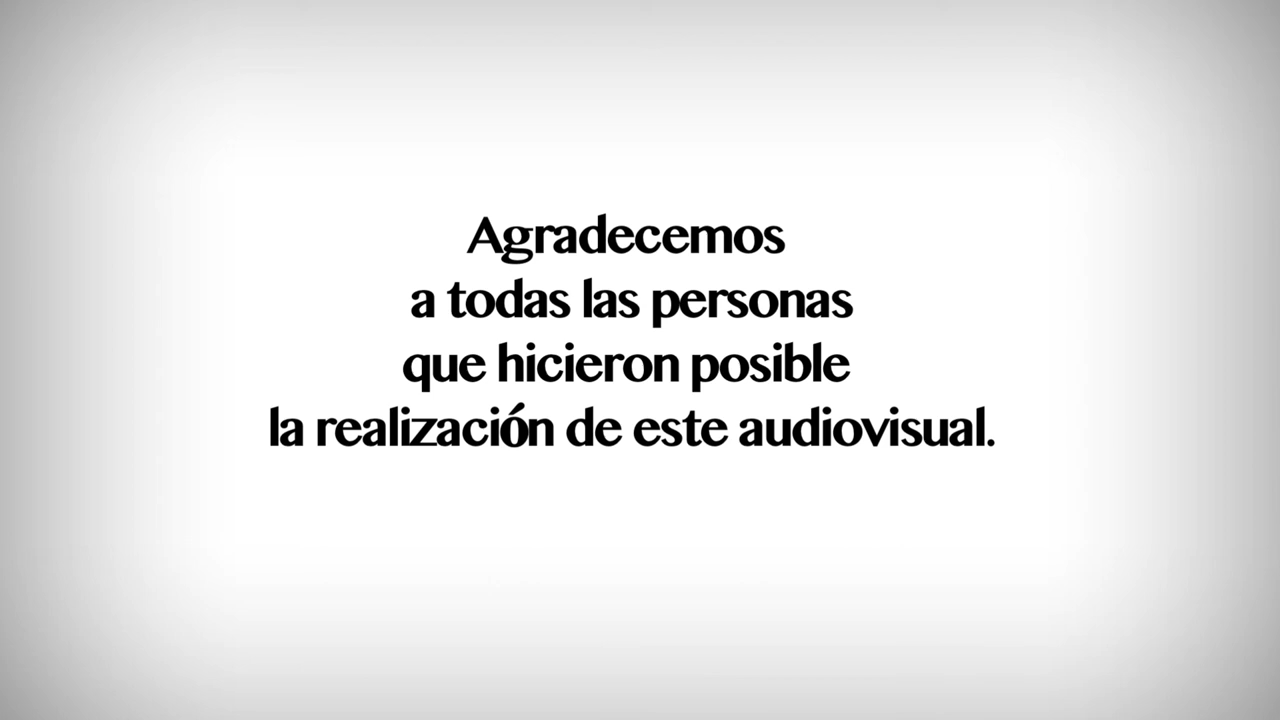 Agradecemos
a todas las personas
que hicieron posible
la realización de este audiovisual.